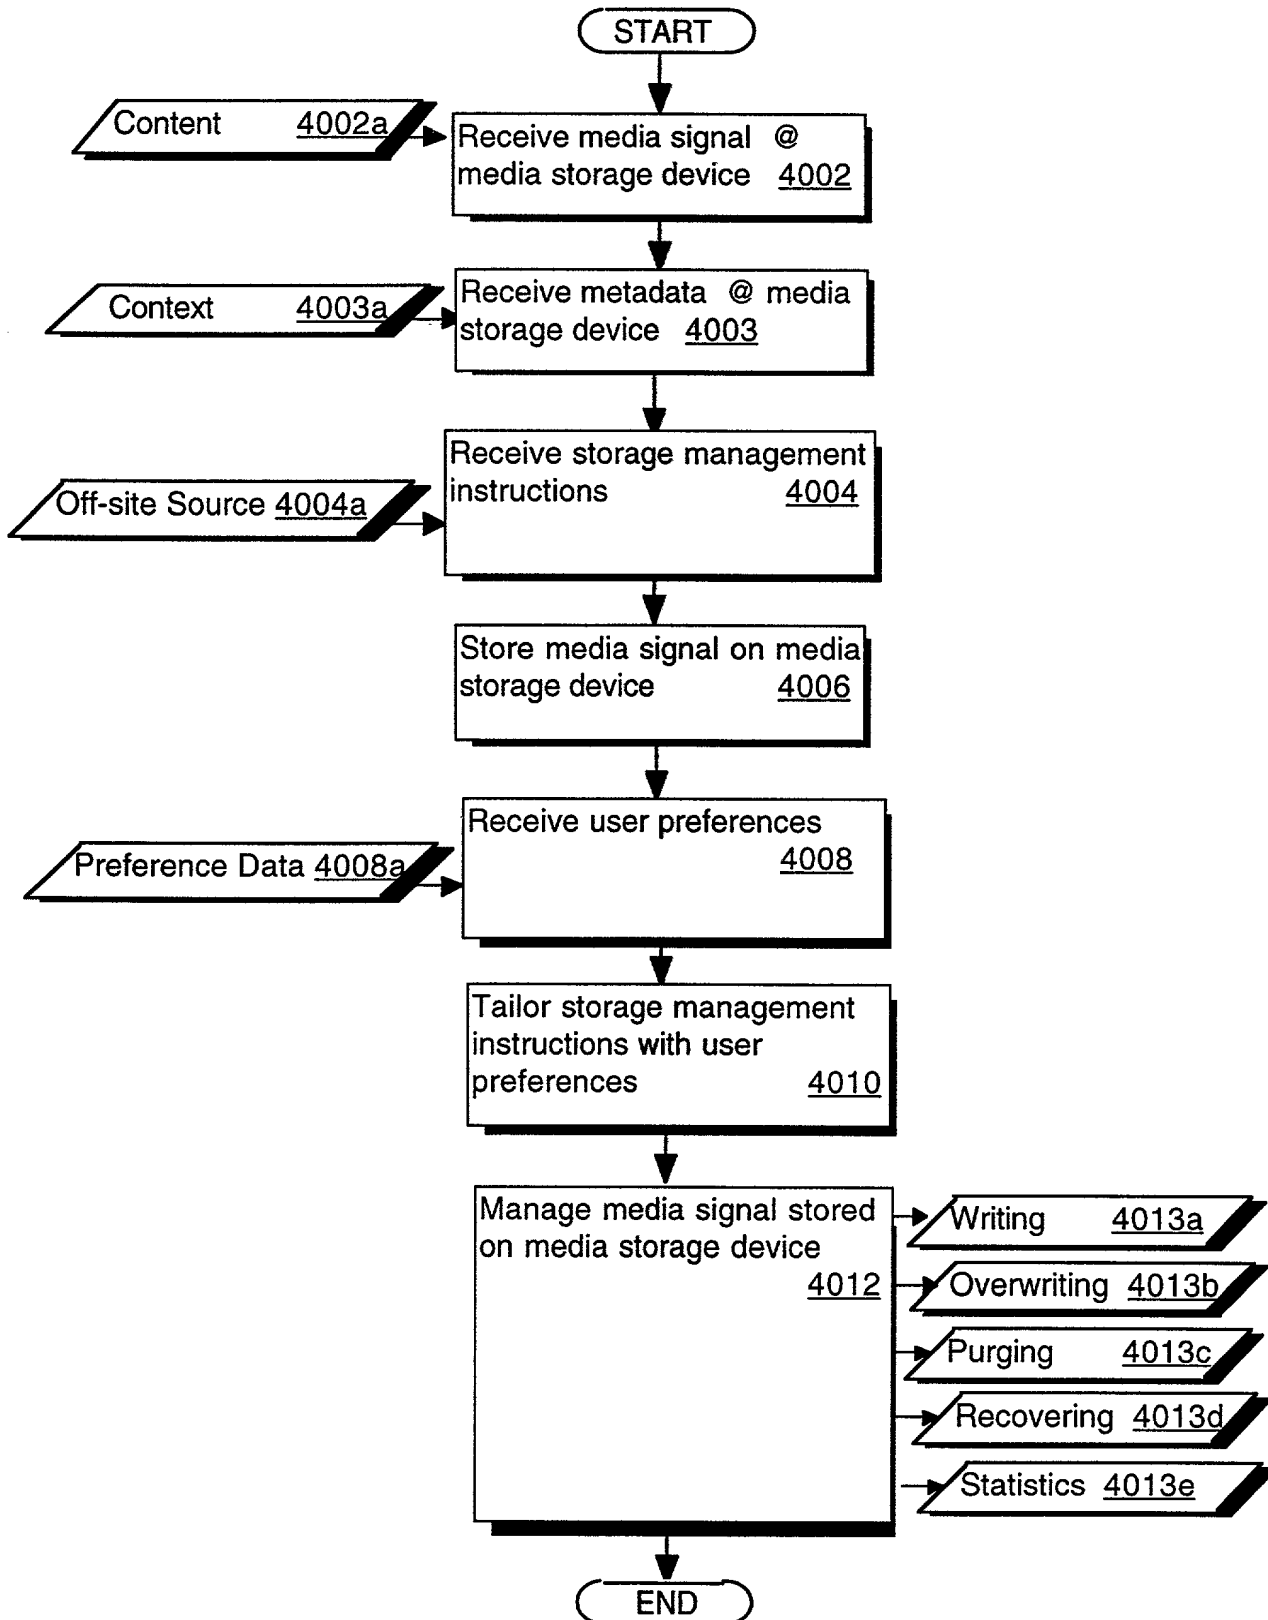 START
Content 4002a
Receive media signal @
media storage device 4002
Context 4003a
Receive metadata @ media
storage device 4003
Receive storage management
instructions 4004
Off-site Source 4004a
Store media signal on media
storage device 4006
Receive user preferences
4008
Preference Data 4008a
Tailor storage management
instructions with user
preferences 4010
Manage media signal stored
on media storage device
4012
Writing 4013a
Overwriting 4013b
Purging 4013c
Recovering 4013d
Statistics 4013e
END